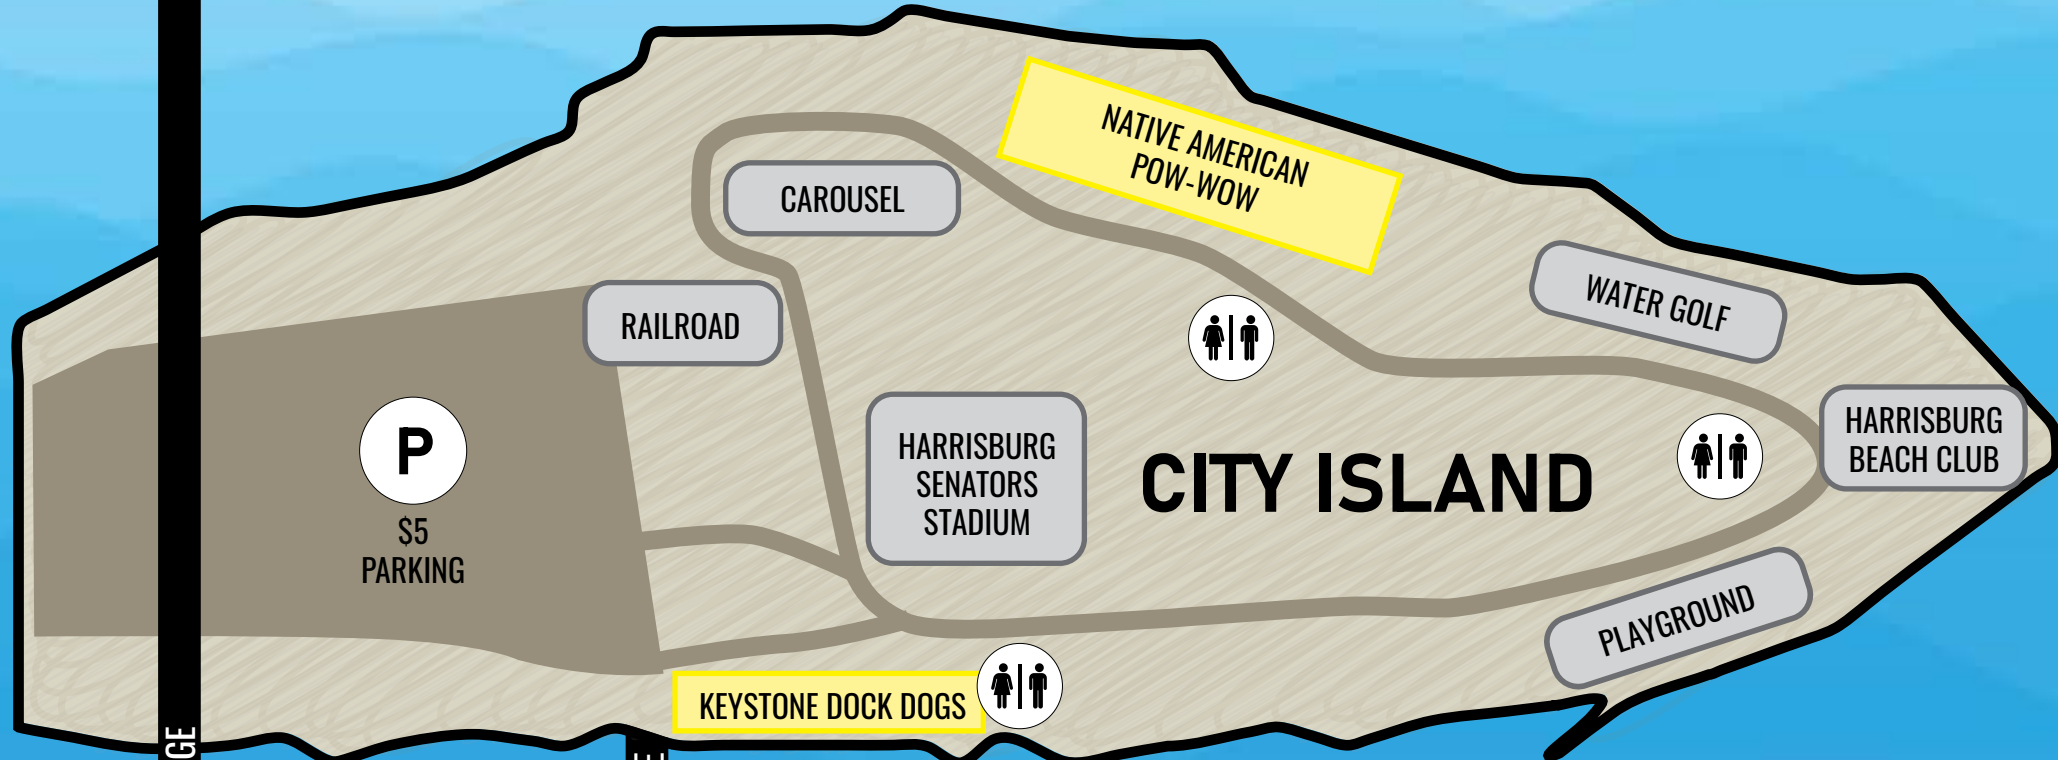 NATIVE AMERICAN
POW-WOW
CAROUSEL
WATER GOLF
RAILROAD
P
$5
PARKING
HARRISBURG
SENATORS
STADIUM
CITY ISLAND
HARRISBURG
BEACH CLUB
PLAYGROUND
KEYSTONE DOCK DOGS
GE
E